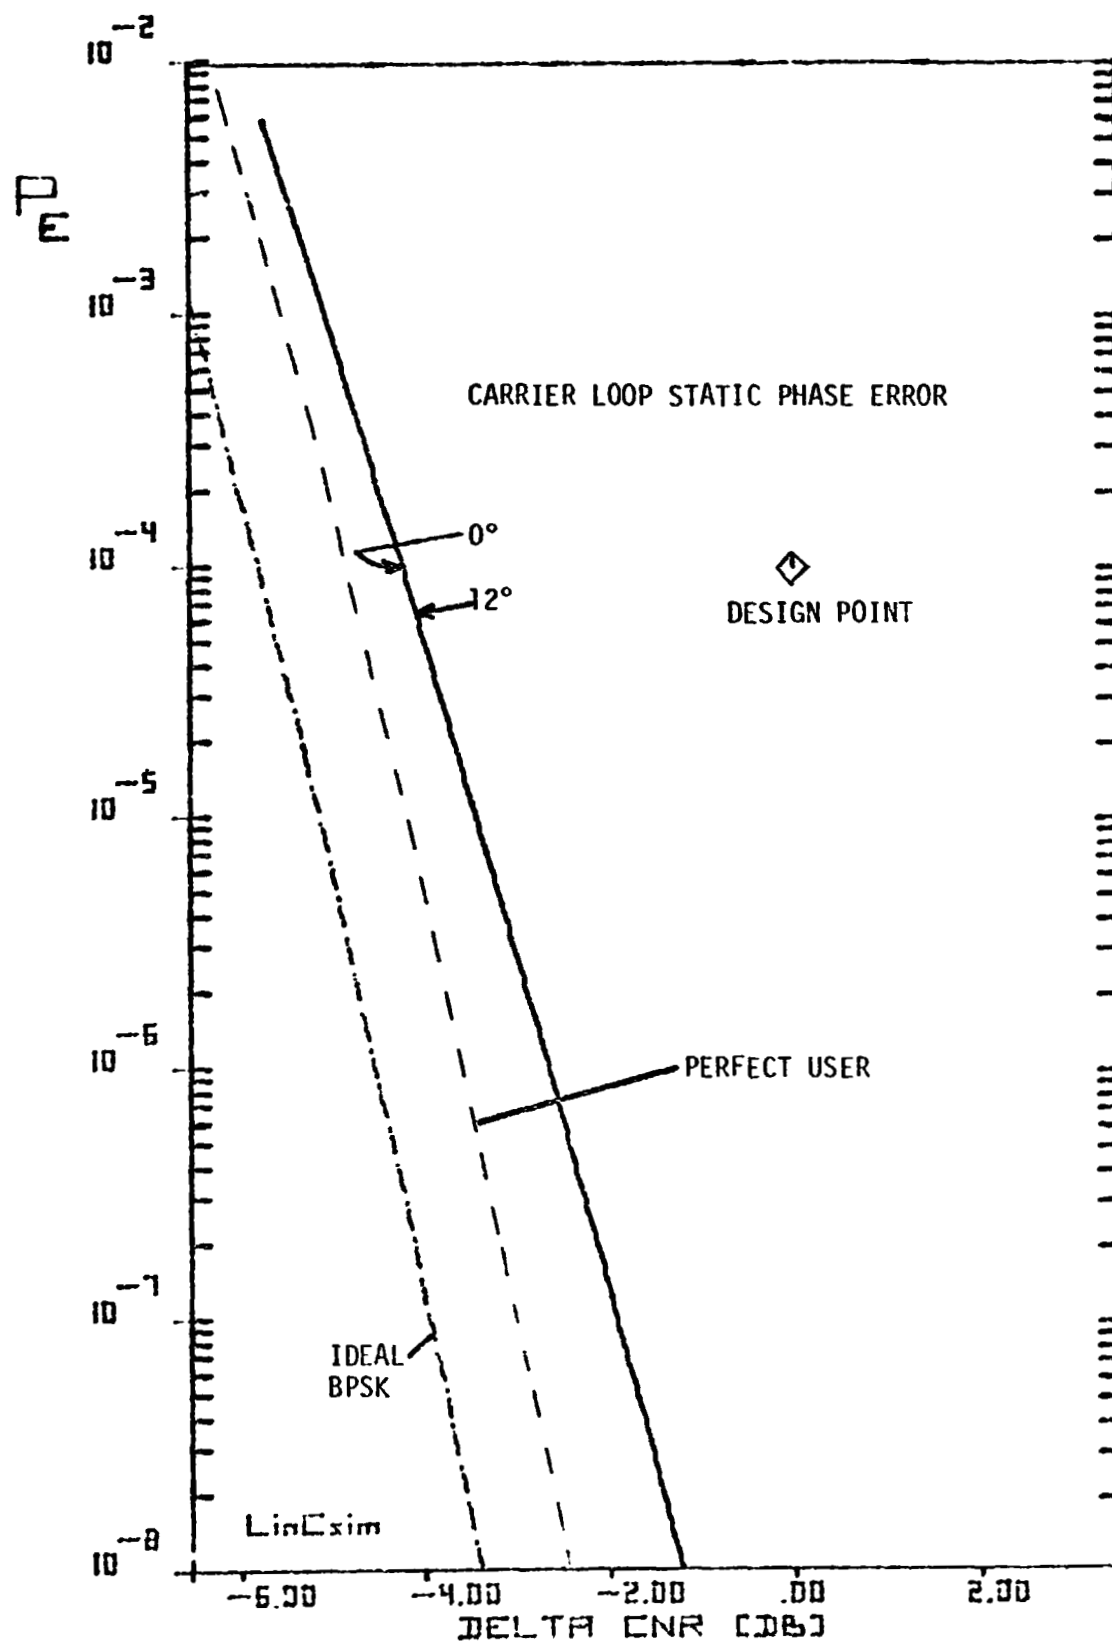 10⁻²
P_E
10⁻³
CARRIER LOOP STATIC PHASE ERROR
10⁻⁴
0°
12°
DESIGN POINT
10⁻⁵
10⁻⁶
PERFECT USER
10⁻⁷
IDEAL
BPSK
LinCsim
10⁻⁸
-6.00 -4.00 -2.00 .00 2.00
DELTA CNR [DB]